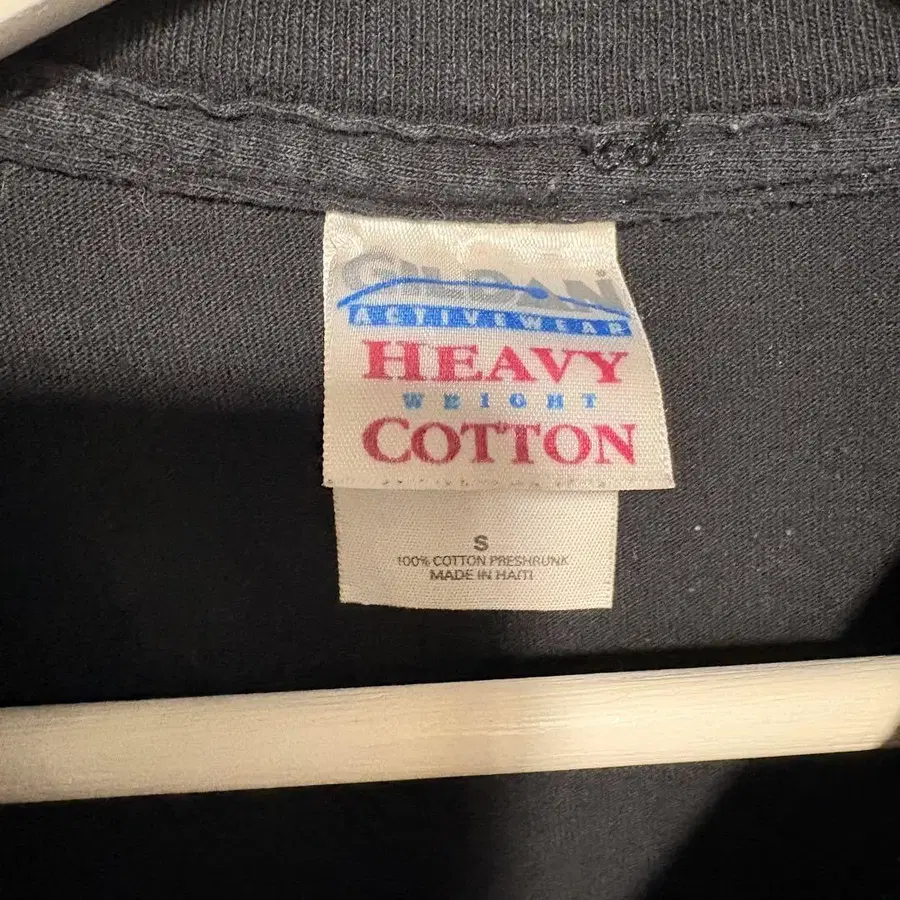 GILDAN
ACTIVEWEAR
HEAVY
WEIGHT
COTTON
S
100% COTTON PRESHRUNK
MADE IN HAITI